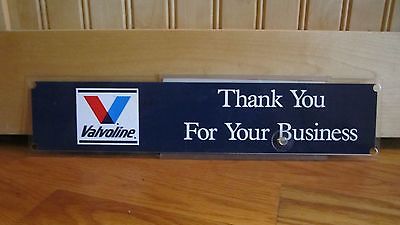 Valvoline.
Thank You
For Your Business